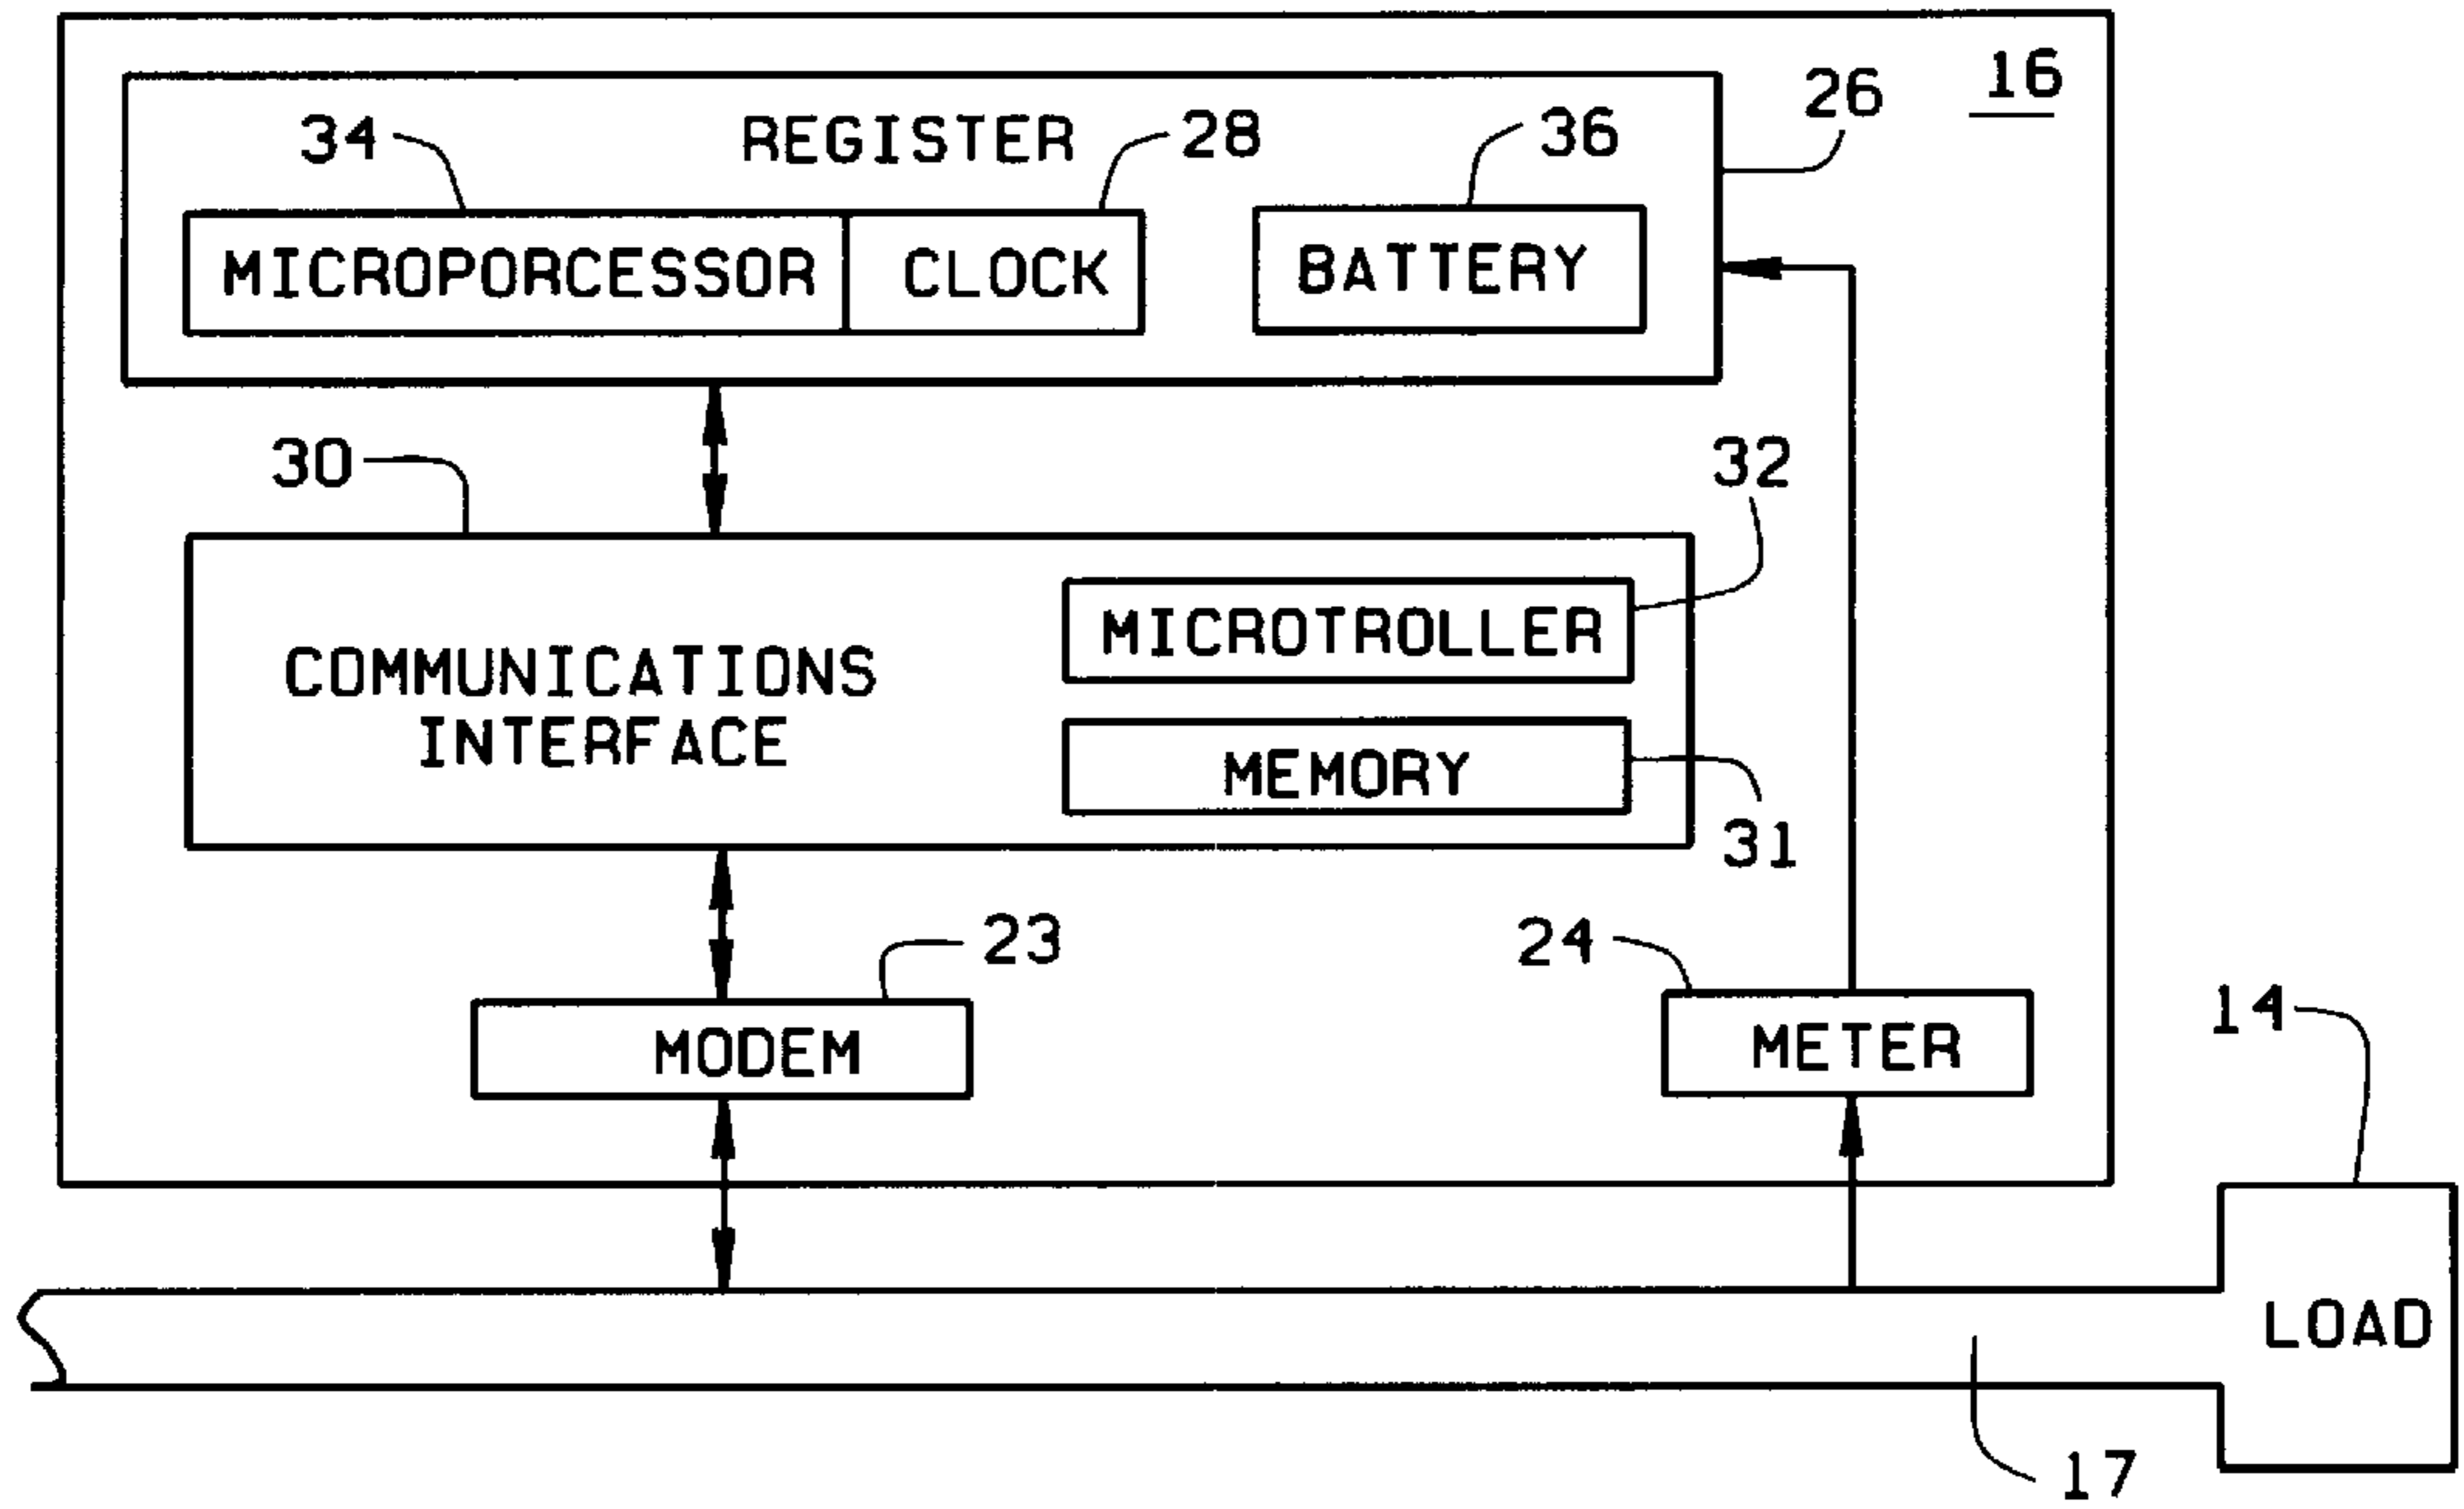 16
26
REGISTER
34
28
36
MICROPORCESSOR
CLOCK
BATTERY
30
32
MICROTROLLER
COMMUNICATIONS
INTERFACE
MEMORY
31
23
24
MODEM
METER
14
LOAD
17